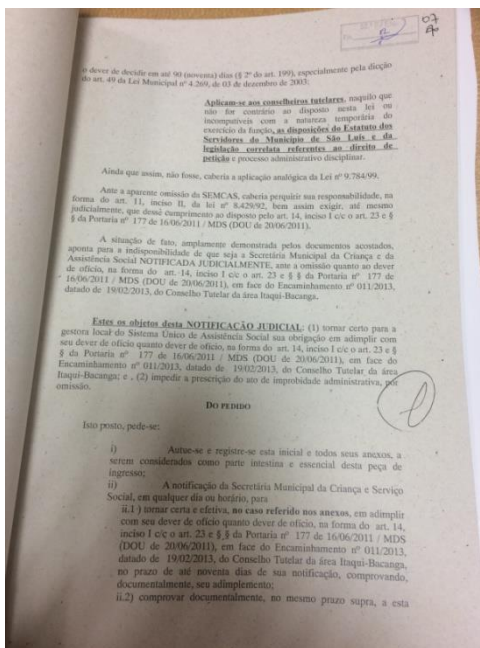 07
o dever de decidir em até 90 (noventa) dias (§ 2º do art. 199), especialmente pela dicção
do art. 49 da Lei Municipal nº 4.269, de 03 de dezembro de 2003:
Aplicam-se aos conselheiros tutelares, naquilo que
não for contrário ao disposto nesta lei ou
incompatíveis com a natureza temporária do
exercício da função, as disposições do Estatuto dos
Servidores do Município de São Luís e da
legislação correlata referentes ao direito de
petição e processo administrativo disciplinar.
Ainda que assim, não fosse, caberia a aplicação analógica da Lei nº 9.784/99.
Ante a aparente omissão da SEMCAS, caberia perquirir sua responsabilidade, na
forma do art. 11, inciso II, da lei nº 8.429/92, bem assim exigir, até mesmo
judicialmente, que dessê cumprimento ao disposto pelo art. 14, inciso I c/c o art. 23 e §
§ da Portaria nº 177 de 16/06/2011 / MDS (DOU de 20/06/2011).
A situação de fato, amplamente demonstrada pelos documentos acostados,
aponta para a indisponibilidade de que seja a Secretária Municipal da Criança e da
Assistência Social NOTIFICADA JUDICIALMENTE, ante a omissão quanto ao dever
de ofício, na forma do art. 14, inciso I c/c o art. 23 e § § da Portaria nº 177 de
16/06/2011 / MDS (DOU de 20/06/2011), em face do Encaminhamento nº 011/2013,
datado de 19/02/2013, do Conselho Tutelar da área Itaqui-Bacanga.
Estes os objetos desta NOTIFICAÇÃO JUDICIAL: (1) tornar certo para a
gestora local do Sistema Único de Assistência Social sua obrigação em adimplir com
seu dever de ofício quanto dever de ofício, na forma do art. 14, inciso I c/c o art. 23 e §
§ da Portaria nº 177 de 16/06/2011 / MDS (DOU de 20/06/2011), em face do
Encaminhamento nº 011/2013, datado de 19/02/2013, do Conselho Tutelar da área
Itaqui-Bacanga; e , (2) impedir a prescrição do ato de improbidade administrativa, por
omissão.
DO PEDIDO
Isto posto, pede-se:
i) Autue-se e registre-se esta inicial e todos seus anexos, a
serem considerados como parte intestina e essencial desta peça de
ingresso;
ii) A notificação da Secretária Municipal da Criança e Serviço
Social, em qualquer dia ou horário, para
ii.1 ) tornar certa e efetiva, no caso referido nos anexos, em adimplir
com seu dever de ofício quanto dever de ofício, na forma do art. 14,
inciso I c/c o art. 23 e § § da Portaria nº 177 de 16/06/2011 / MDS
(DOU de 20/06/2011), em face do Encaminhamento nº 011/2013,
datado de 19/02/2013, do Conselho Tutelar da área Itaqui-Bacanga,
no prazo de até noventa dias de sua notificação, comprovando,
documentalmente, seu adimplemento;
ii.2) comprovar documentalmente, no mesmo prazo supra, a esta